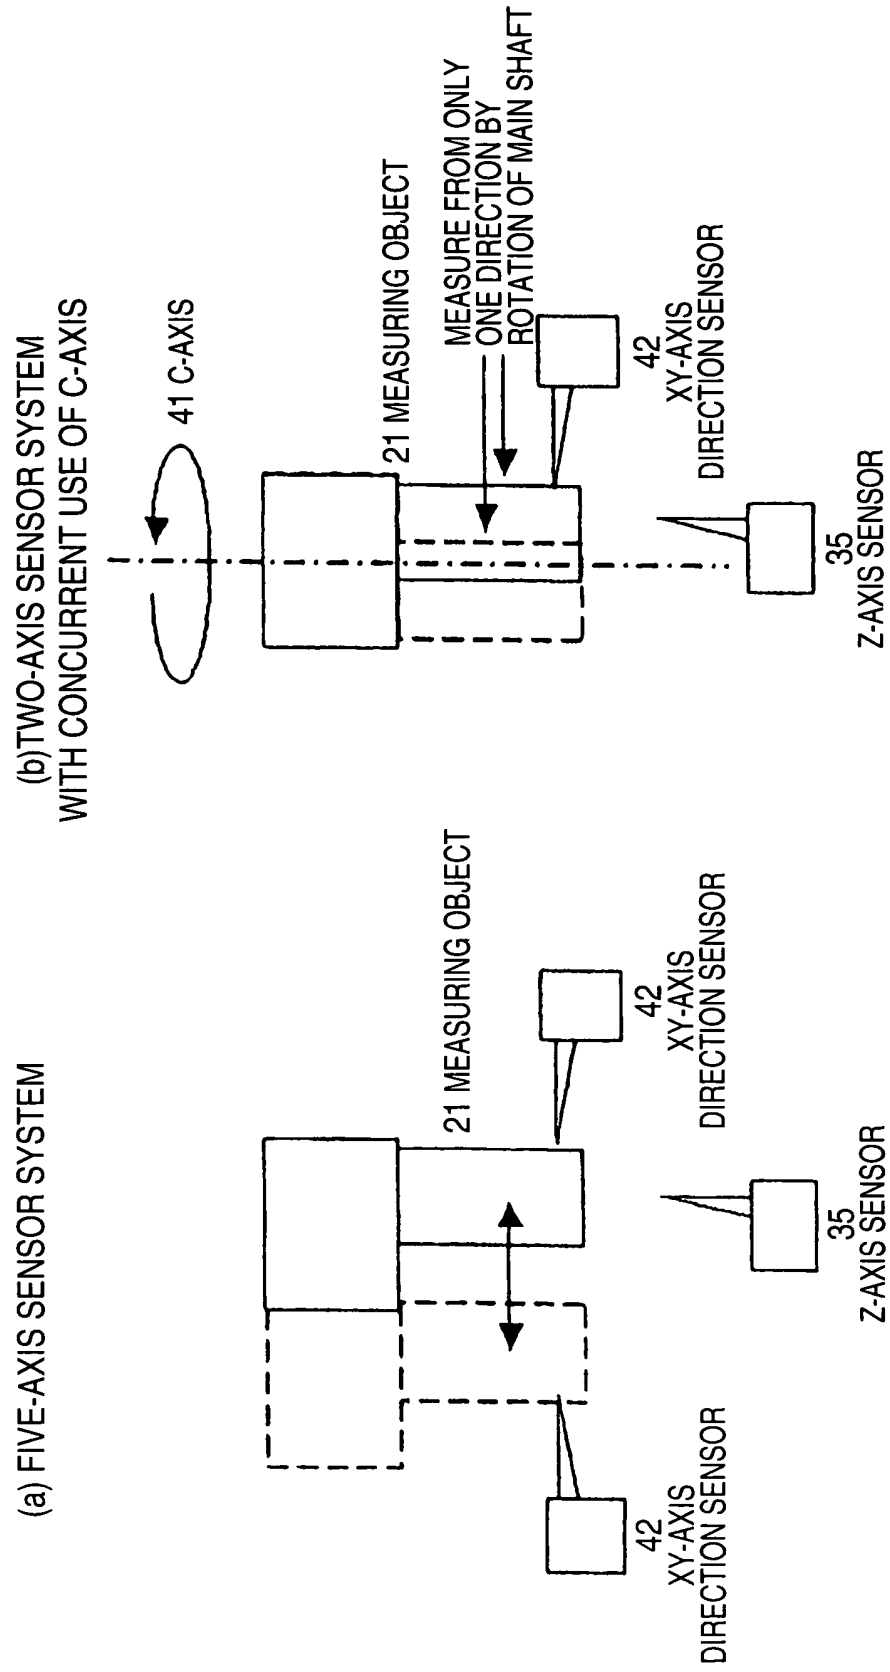 (a) FIVE-AXIS SENSOR SYSTEM
21 MEASURING OBJECT
42
XY-AXIS
DIRECTION SENSOR
42
XY-AXIS
DIRECTION SENSOR
35
Z-AXIS SENSOR
(b)TWO-AXIS SENSOR SYSTEM
WITH CONCURRENT USE OF C-AXIS
41 C-AXIS
21 MEASURING OBJECT
MEASURE FROM ONLY
ONE DIRECTION BY
ROTATION OF MAIN SHAFT
42
XY-AXIS
DIRECTION SENSOR
35
Z-AXIS SENSOR